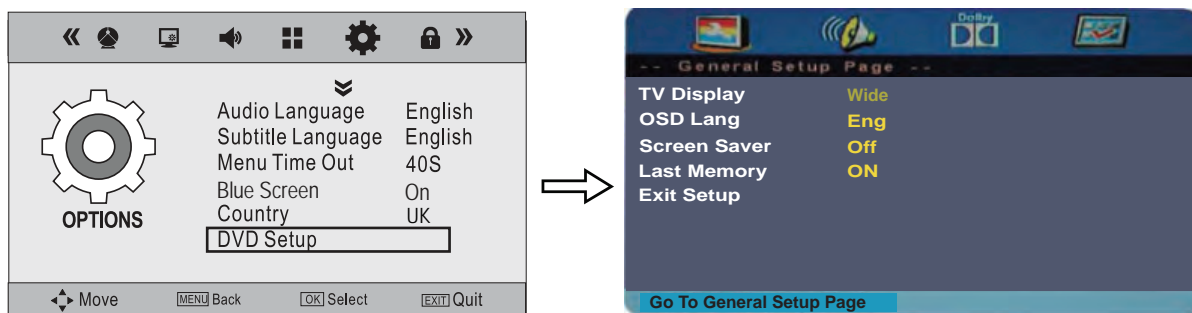 Audio Language English
Subtitle Language English
Menu Time Out 40S
Blue Screen On
Country UK
DVD Setup
OPTIONS
Move MENU Back OK Select EXIT Quit
Dolby
-- General Setup Page --
TV Display Wide
OSD Lang Eng
Screen Saver Off
Last Memory ON
Exit Setup
Go To General Setup Page